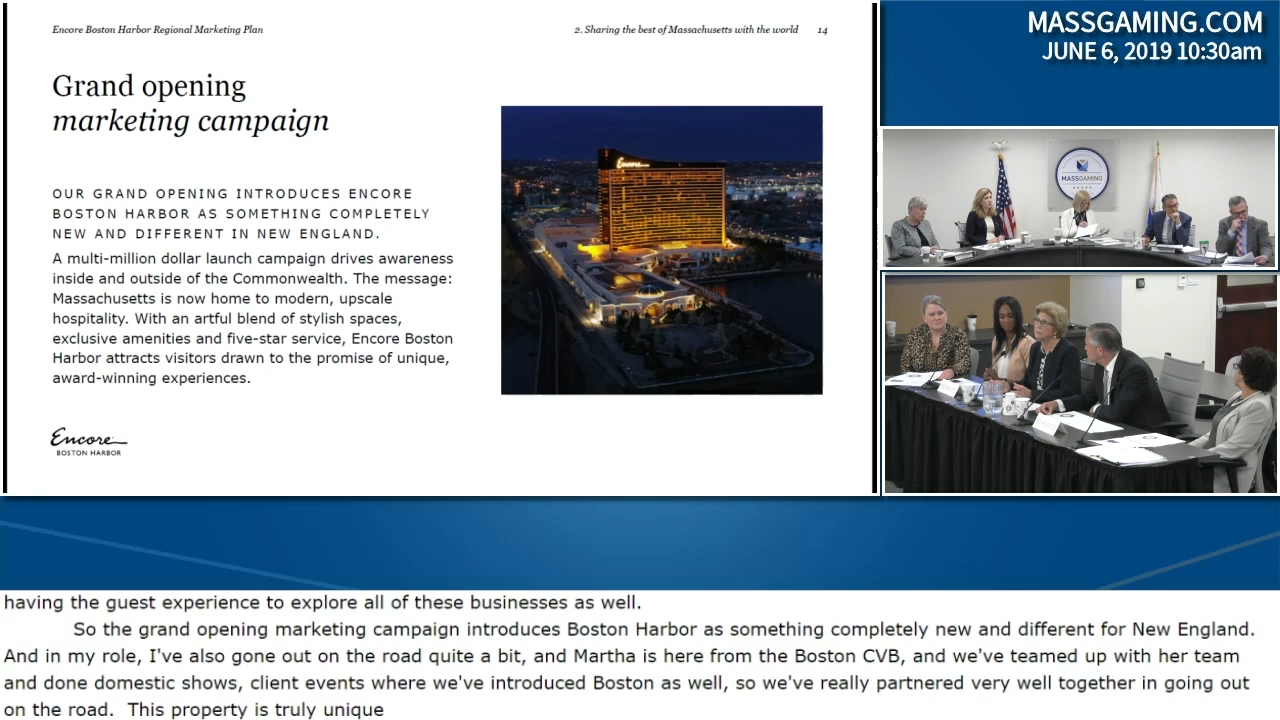 Encore Boston Harbor Regional Marketing Plan
2. Sharing the best of Massachusetts with the world 14
MASSGAMING.COM
JUNE 6, 2019 10:30am
Grand opening
marketing campaign
OUR GRAND OPENING INTRODUCES ENCORE
BOSTON HARBOR AS SOMETHING COMPLETELY
NEW AND DIFFERENT IN NEW ENGLAND.
A multi-million dollar launch campaign drives awareness
inside and outside of the Commonwealth. The message:
Massachusetts is now home to modern, upscale
hospitality. With an artful blend of stylish spaces,
exclusive amenities and five-star service, Encore Boston
Harbor attracts visitors drawn to the promise of unique,
award-winning experiences.
Encore
Encore
BOSTON HARBOR
MASSGAMING
having the guest experience to explore all of these businesses as well.
So the grand opening marketing campaign introduces Boston Harbor as something completely new and different for New England.
And in my role, I've also gone out on the road quite a bit, and Martha is here from the Boston CVB, and we've teamed up with her team
and done domestic shows, client events where we've introduced Boston as well, so we've really partnered very well together in going out
on the road.  This property is truly unique